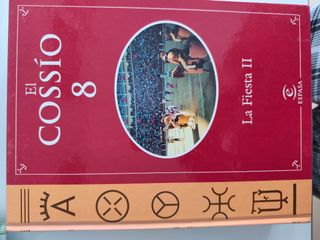 El
COSSÍO
8
La Fiesta II
e
ESPASA